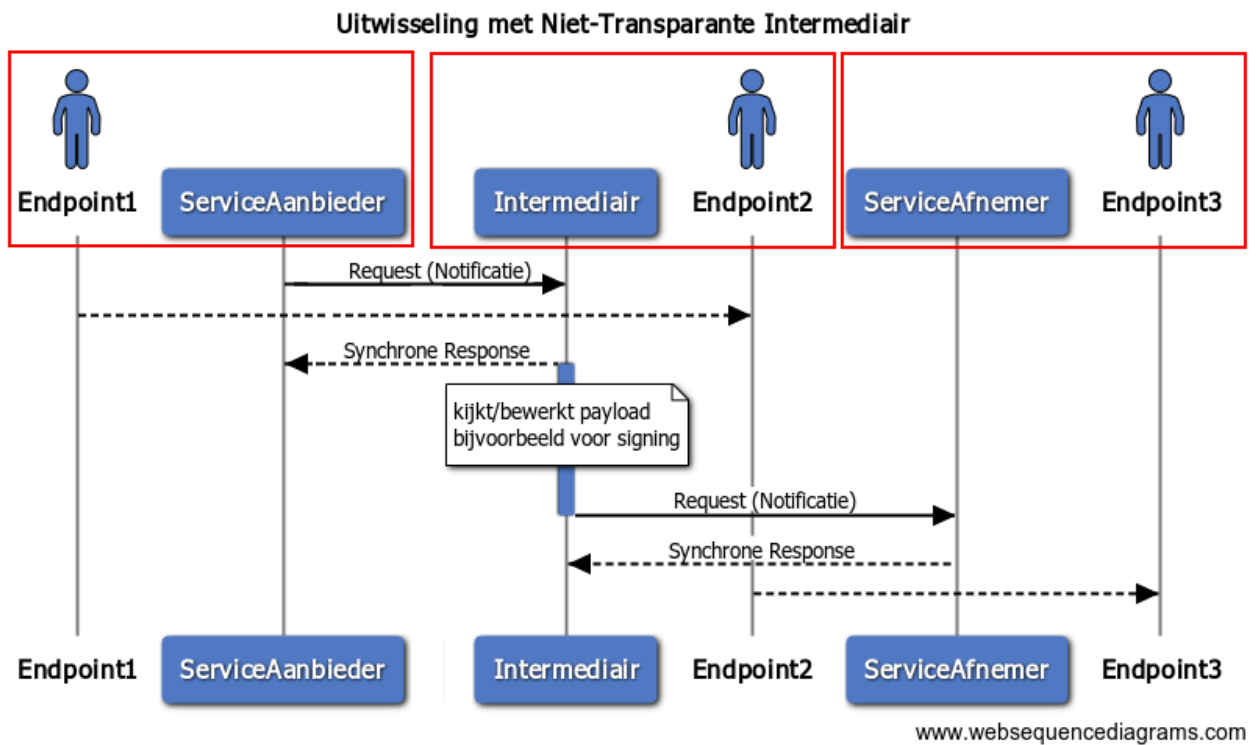 Uitwisseling met Niet-Transparante Intermediair
Endpoint1
ServiceAanbieder
Intermediair
Endpoint2
ServiceAfnemer
Endpoint3
Request (Notificatie)
Synchrone Response
kijkt/bewerkt payload
bijvoorbeeld voor signing
Request (Notificatie)
Synchrone Response
Endpoint1
ServiceAanbieder
Intermediair
Endpoint2
ServiceAfnemer
Endpoint3
www.websequencediagrams.com